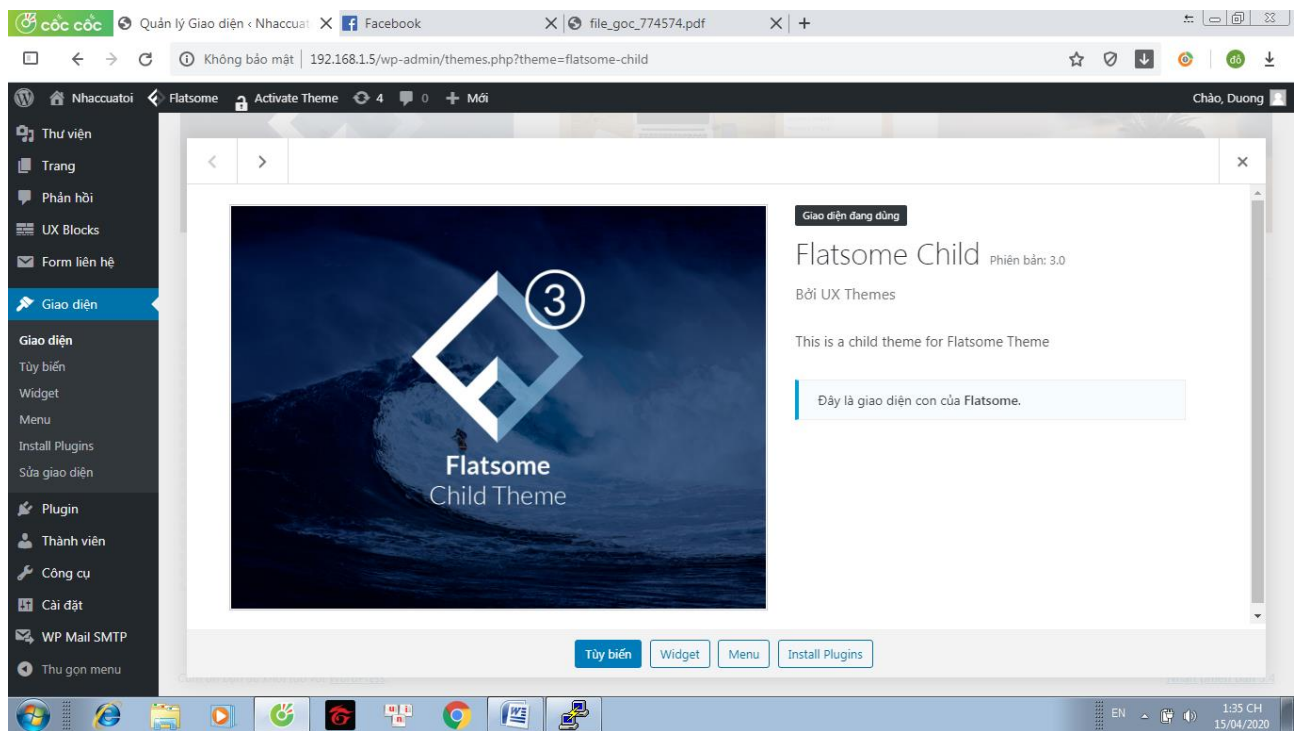 cốc cốc
Quản lý Giao diện ‹ Nhaccuat
Facebook
file_goc_774574.pdf
Không bảo mật
192.168.1.5/wp-admin/themes.php?theme=flatsome-child
đỗ
Nhaccuatoi
Flatsome
Activate Theme
4
0
Mới
Chào, Duong
Thư viện
Trang
Phản hồi
UX Blocks
Form liên hệ
Giao diện
Giao diện
Tùy biến
Widget
Menu
Install Plugins
Sửa giao diện
Plugin
Thành viên
Công cụ
Cài đặt
WP Mail SMTP
Thu gọn menu
3
Flatsome
Child Theme
Giao diện đang dùng
Flatsome Child Phiên bản: 3.0
Bởi UX Themes
This is a child theme for Flatsome Theme
Đây là giao diện con của Flatsome.
Tùy biến
Widget
Menu
Install Plugins
EN
1:35 CH
15/04/2020